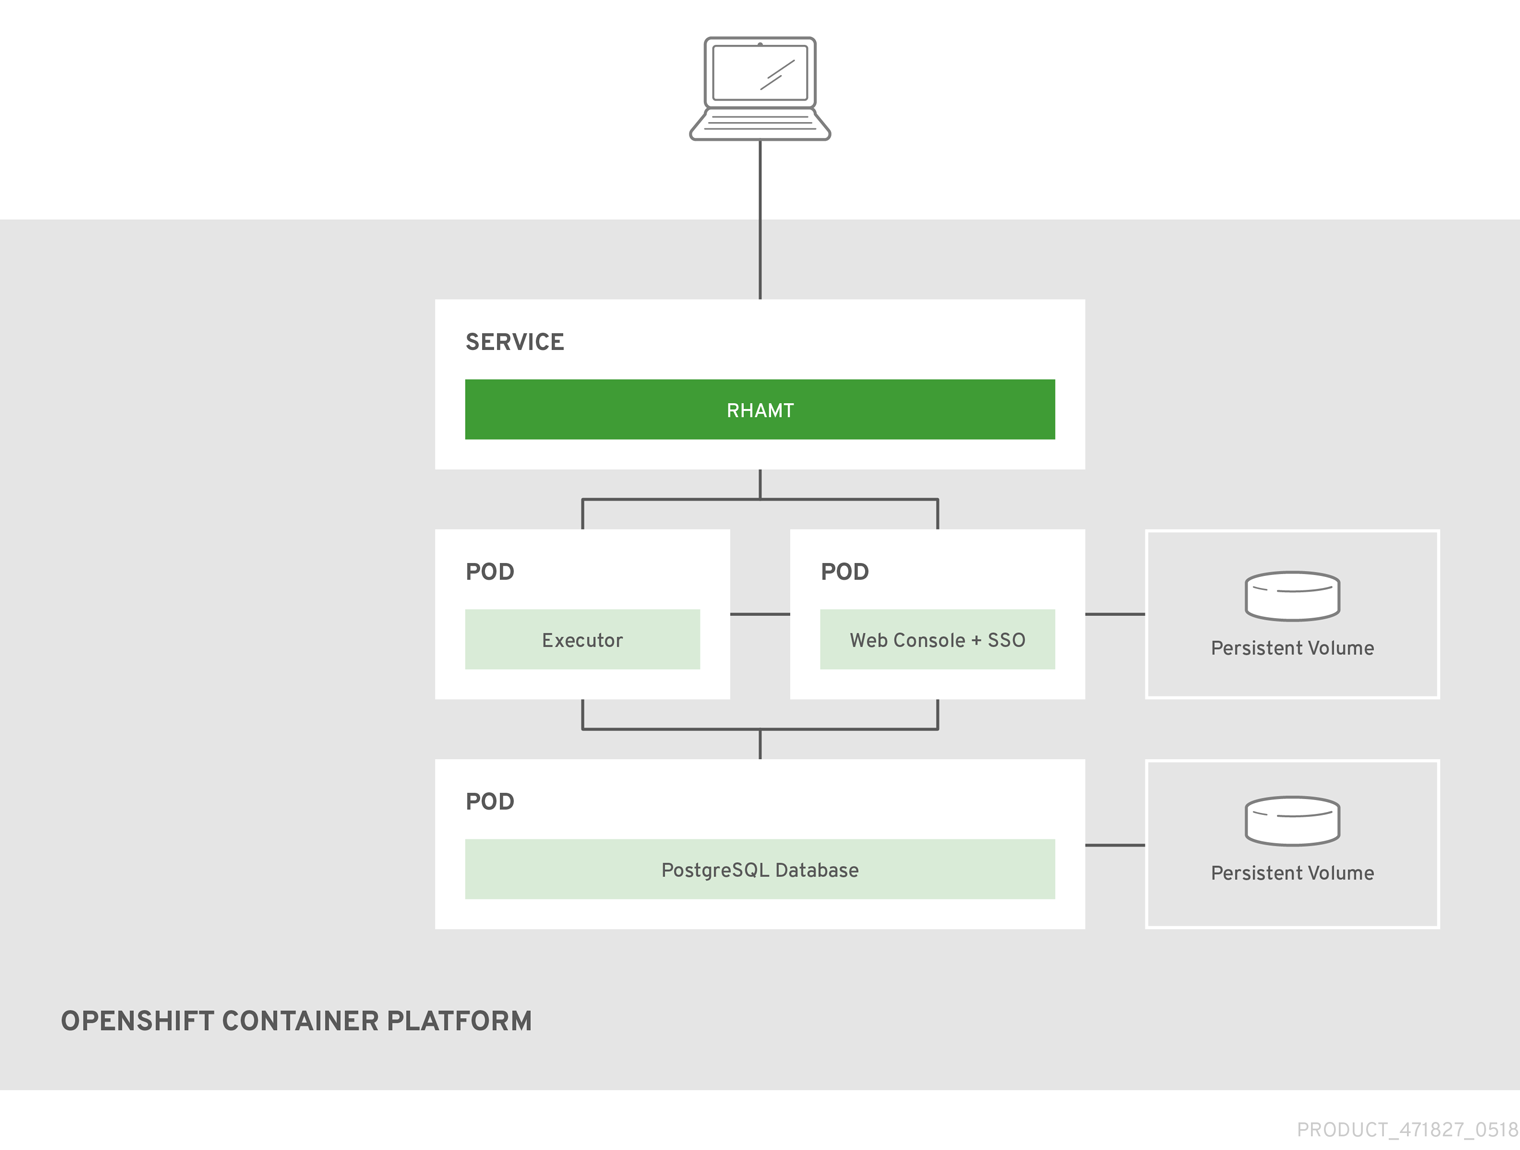 SERVICE
RHAMT
POD
POD
Executor
Web Console + SSO
Persistent Volume
POD
PostgreSQL Database
Persistent Volume
OPENSHIFT CONTAINER PLATFORM
PRODUCT_471827_0518